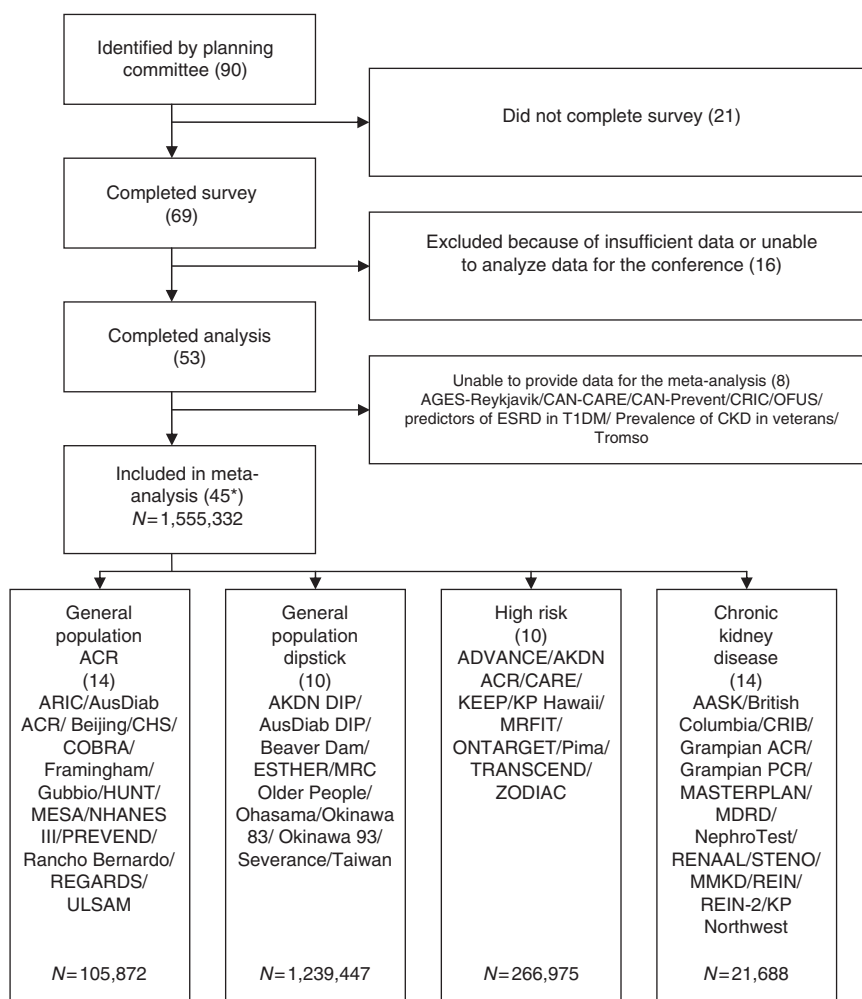 Identified by planning
committee (90)
Did not complete survey (21)
Completed survey
(69)
Excluded because of insufficient data or unable
to analyze data for the conference (16)
Completed analysis
(53)
Unable to provide data for the meta-analysis (8)
AGES-Reykjavik/CAN-CARE/CAN-Prevent/CRIC/OFUS/
predictors of ESRD in T1DM/ Prevalence of CKD in veterans/
Tromso
Included in meta-
analysis (45*)
N=1,555,332
General
population
ACR
(14)
ARIC/AusDiab
ACR/ Beijing/CHS/
COBRA/
Framingham/
Gubbio/HUNT/
MESA/NHANES
III/PREVEND/
Rancho Bernardo/
REGARDS/
ULSAM
N=105,872
General
population
dipstick
(10)
AKDN DIP/
AusDiab DIP/
Beaver Dam/
ESTHER/MRC
Older People/
Ohasama/Okinawa
83/ Okinawa 93/
Severance/Taiwan
N=1,239,447
High risk
(10)
ADVANCE/AKDN
ACR/CARE/
KEEP/KP Hawaii/
MRFIT/
ONTARGET/Pima/
TRANSCEND/
ZODIAC
N=266,975
Chronic
kidney
disease
(14)
AASK/British
Columbia/CRIB/
Grampian ACR/
Grampian PCR/
MASTERPLAN/
MDRD/
NephroTest/
RENAAL/STENO/
MMKD/REIN/
REIN-2/KP
Northwest
N=21,688